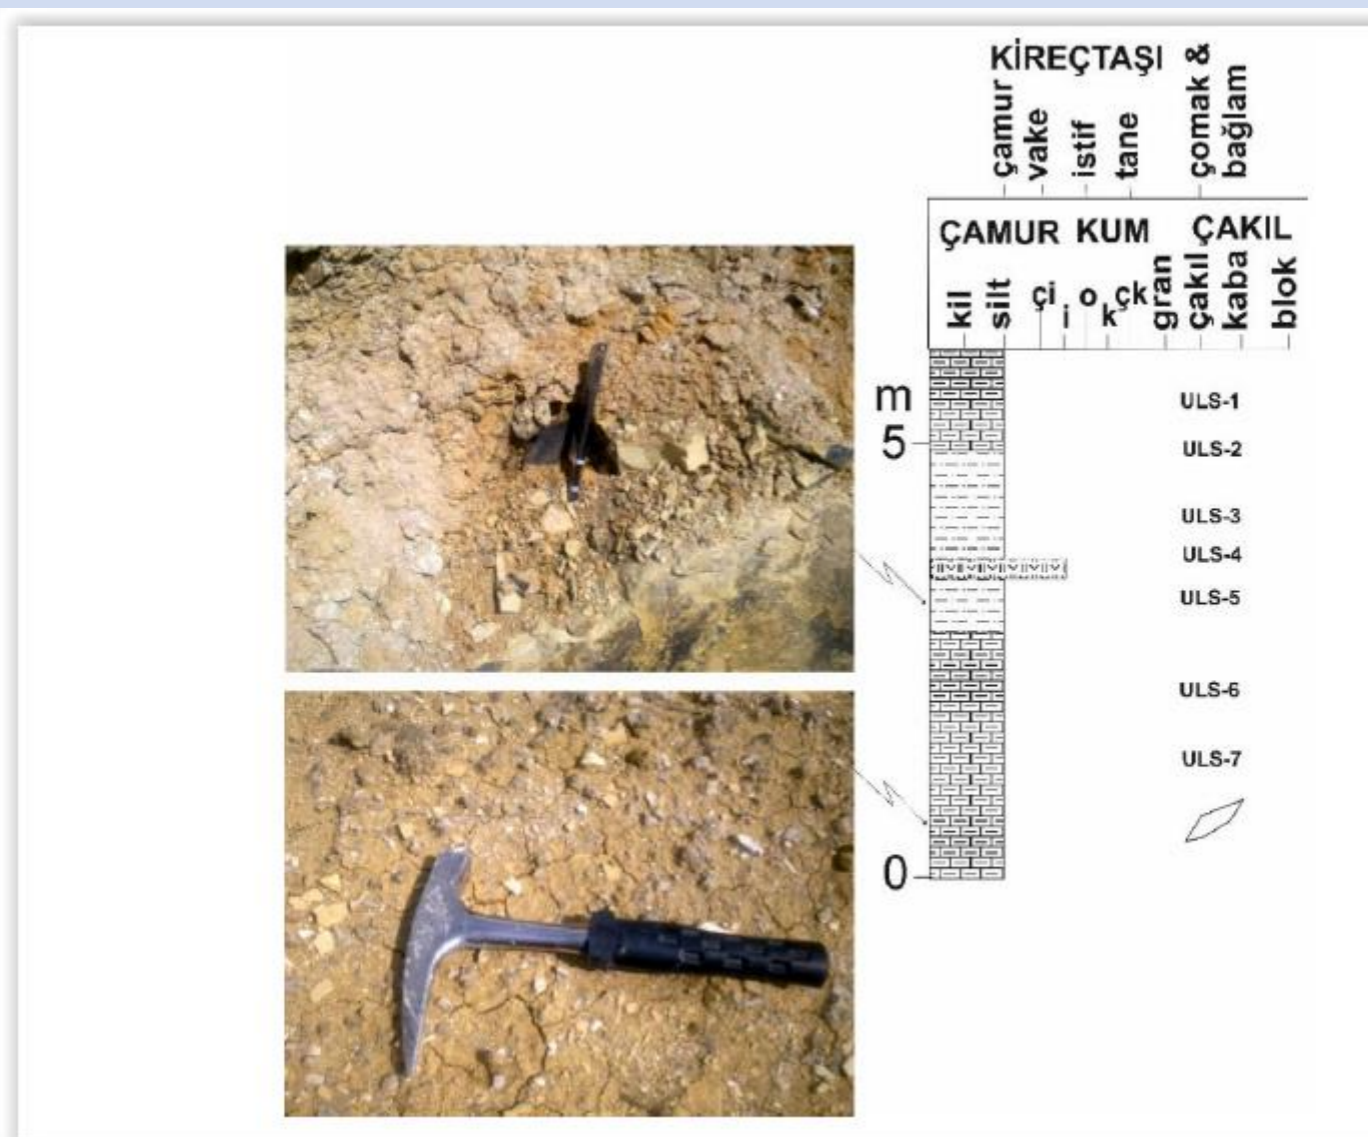 KİREÇTAŞI
çamur
vake
istif
tane
çomak &
bağlam
ÇAMUR KUM ÇAKIL
kil
silt
çi
i
o
k
çk
gran
çakıl
kaba
blok
m
5
0
ULS-1
ULS-2
ULS-3
ULS-4
ULS-5
ULS-6
ULS-7